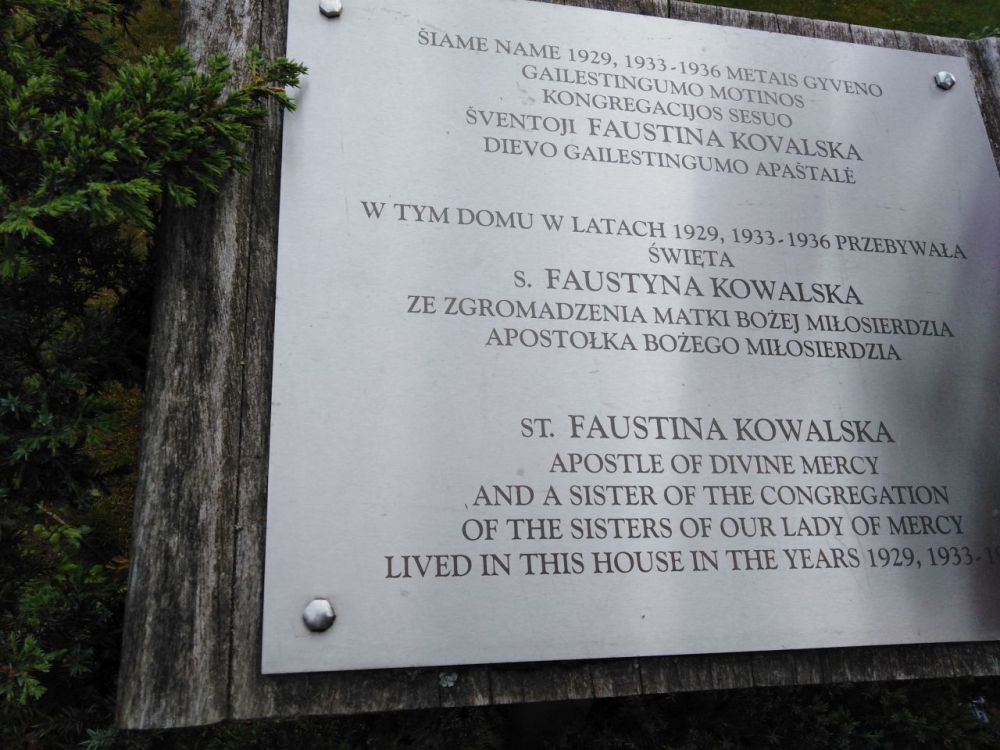 ŠIAME NAME 1929, 1933-1936 METAIS GYVENO
GAILESTINGUMO MOTINOS
KONGREGACIJOS SESUO
ŠVENTOJI FAUSTINA KOVALSKA
DIEVO GAILESTINGUMO APAŠTALĖ
W TYM DOMU W LATACH 1929, 1933-1936 PRZEBYWAŁA
ŚWIĘTA
S. FAUSTYNA KOWALSKA
ZE ZGROMADZENIA MATKI BOŻEJ MIŁOSIERDZIA
APOSTOŁKA BOŻEGO MIŁOSIERDZIA
ST. FAUSTINA KOWALSKA
APOSTLE OF DIVINE MERCY
AND A SISTER OF THE CONGREGATION
OF THE SISTERS OF OUR LADY OF MERCY
LIVED IN THIS HOUSE IN THE YEARS 1929, 1933-